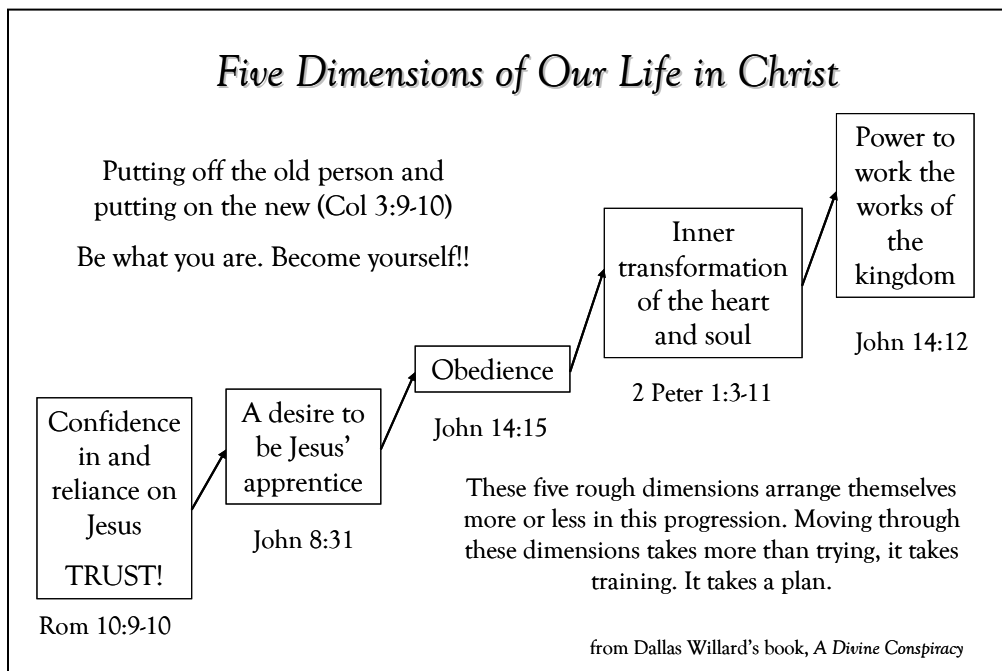 Five Dimensions of Our Life in Christ
Putting off the old person and
putting on the new (Col 3:9-10)
Be what you are. Become yourself!!
Confidence
in and
reliance on
Jesus
TRUST!
Rom 10:9-10
A desire to
be Jesus'
apprentice
John 8:31
Obedience
John 14:15
Inner
transformation
of the heart
and soul
2 Peter 1:3-11
Power to
work the
works of
the
kingdom
John 14:12
These five rough dimensions arrange themselves
more or less in this progression. Moving through
these dimensions takes more than trying, it takes
training. It takes a plan.
from Dallas Willard's book, A Divine Conspiracy